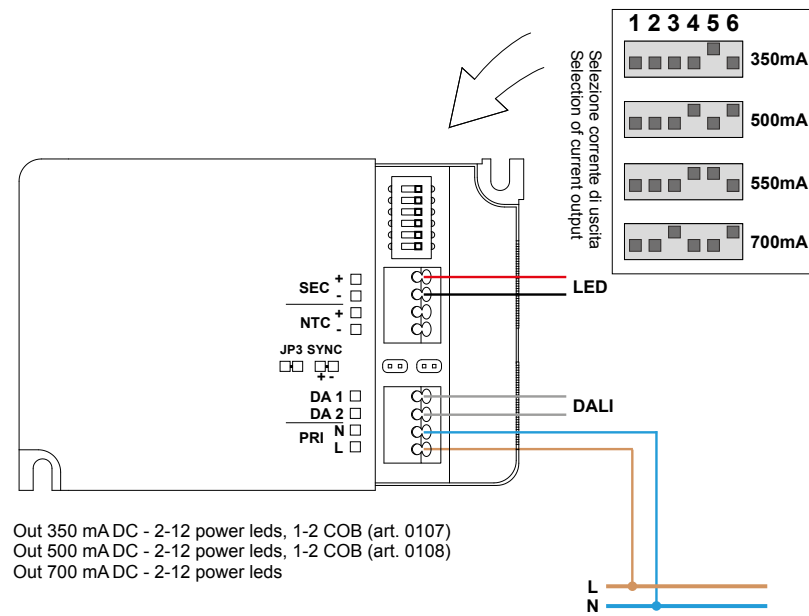 1 2 3 4 5 6
350mA
500mA
550mA
700mA
Selezione corrente di uscita
Selection of current output
SEC + -
NTC + -
JP3 SYNC
+ -
LED
DA 1
DA 2
PRI N
L
DALI
Out 350 mA DC - 2-12 power leds, 1-2 COB (art. 0107)
Out 500 mA DC - 2-12 power leds, 1-2 COB (art. 0108)
Out 700 mA DC - 2-12 power leds
L
N